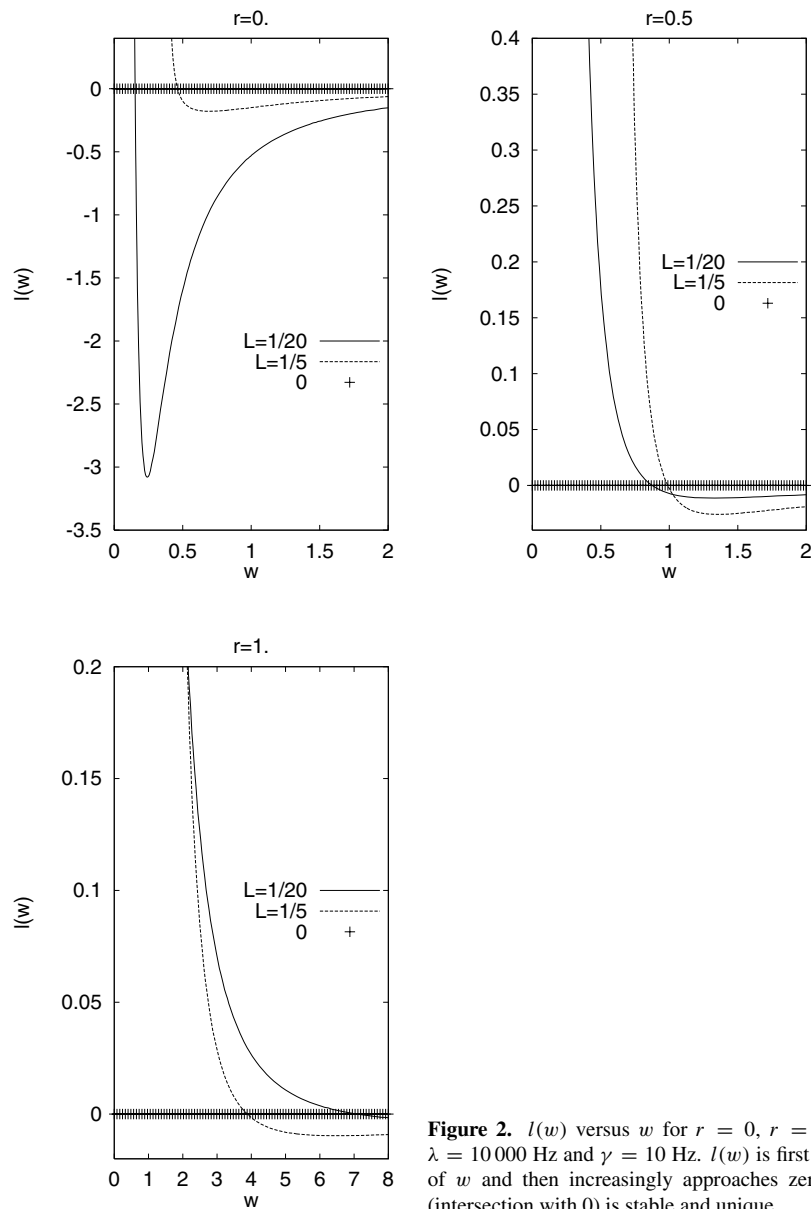 r=0.
0
-0.5
-1
-1.5
-2
-2.5
-3
-3.5
l(w)
L=1/20
L=1/5
0
0 0.5 1 1.5 2
w
r=0.5
0.4
0.35
0.3
0.25
0.2
0.15
0.1
0.05
0
l(w)
L=1/20
L=1/5
0
0 0.5 1 1.5 2
w
r=1.
0.2
0.15
0.1
0.05
0
l(w)
L=1/20
L=1/5
0
0 1 2 3 4 5 6 7 8
w
Figure 2. l(w) versus w for r = 0, r =
λ = 10 000 Hz and γ = 10 Hz. l(w) is first
of w and then increasingly approaches zer
(intersection with 0) is stable and unique